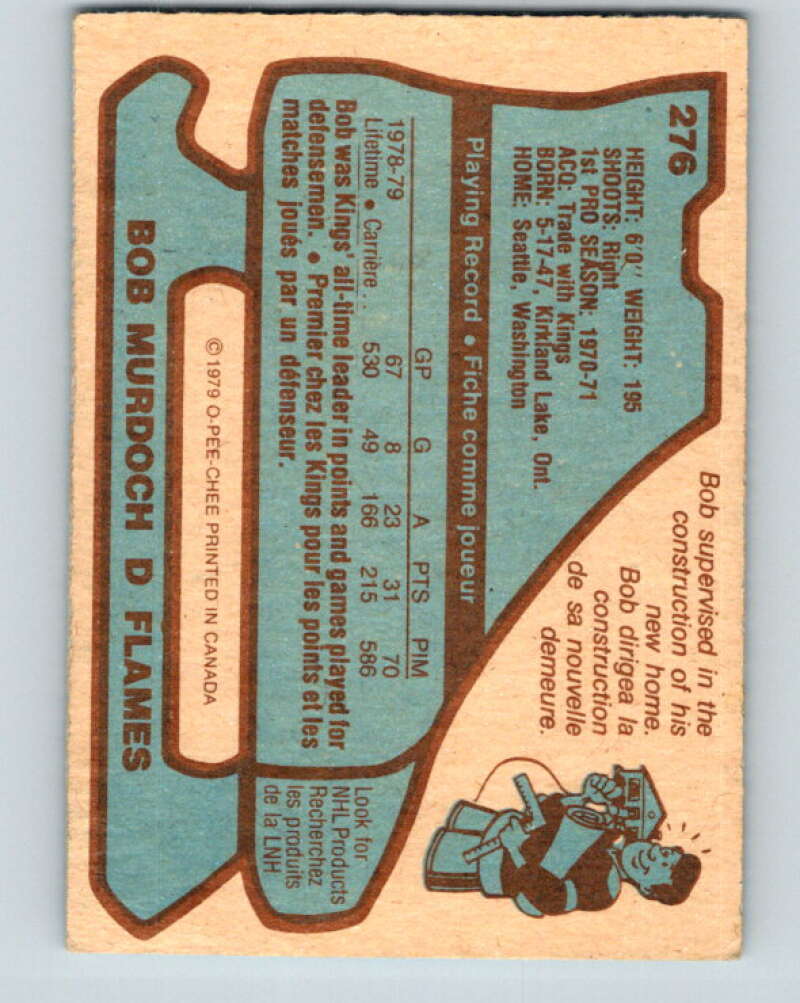 276
HEIGHT: 6'0" WEIGHT: 195
SHOOTS: Right
1st PRO SEASON: 1970-71
ACQ: Trade with Kings
BORN: 5-17-47, Kirkland Lake, Ont.
HOME: Seattle, Washington
Bob supervised in the
construction of his
new home.
Bob dirigea la
construction
de sa nouvelle
demeure.
Playing Record • Fiche comme joueur
GP G A PTS PIM
1978-79 67 8 23 31 70
Lifetime • Carrière . . 530 49 166 215 586
Bob was Kings' all-time leader in points and games played for
defensemen. • Premier chez les Kings pour les points et les
matches joués par un défenseur.
Look for
NHL Products
Recherchez
les produits
de la LNH
© 1979 O-PEE-CHEE PRINTED IN CANADA
BOB MURDOCH D FLAMES